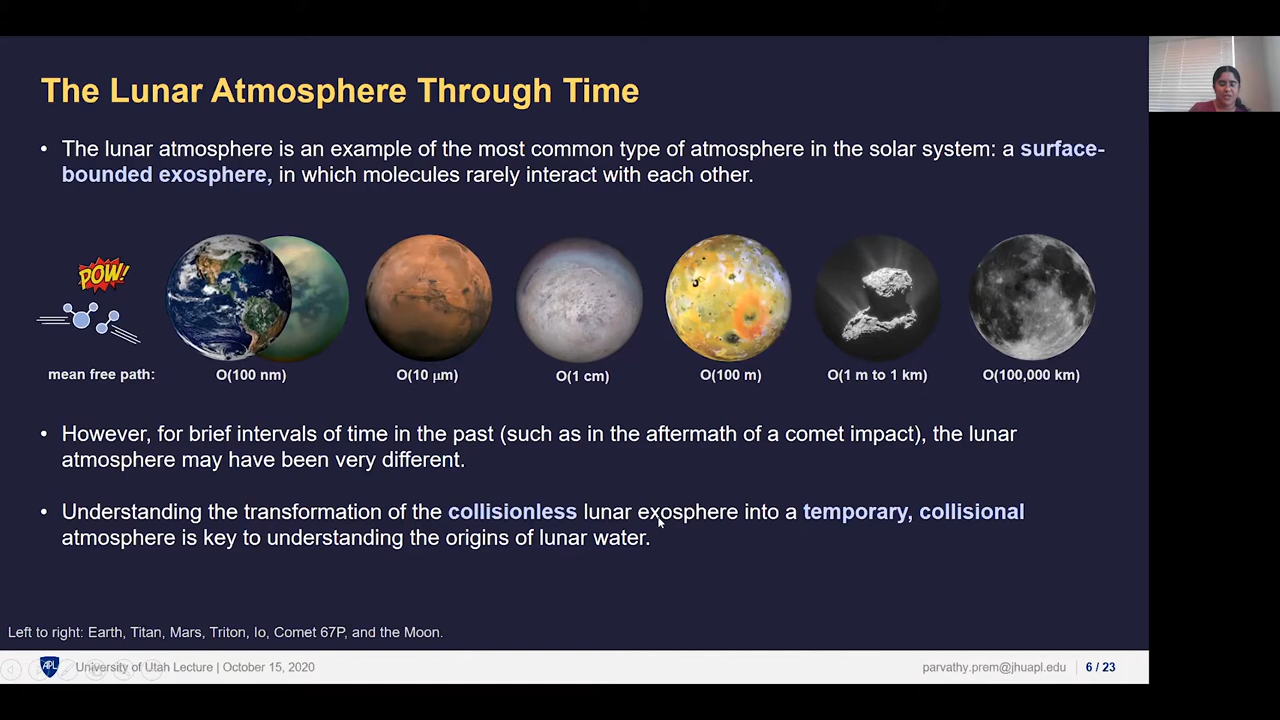 The Lunar Atmosphere Through Time
• The lunar atmosphere is an example of the most common type of atmosphere in the solar system: a surface-
bounded exosphere, in which molecules rarely interact with each other.
POW!
mean free path: O(100 nm) O(10 μm) O(1 cm) O(100 m) O(1 m to 1 km) O(100,000 km)
• However, for brief intervals of time in the past (such as in the aftermath of a comet impact), the lunar
atmosphere may have been very different.
• Understanding the transformation of the collisionless lunar exosphere into a temporary, collisional
atmosphere is key to understanding the origins of lunar water.
Left to right: Earth, Titan, Mars, Triton, Io, Comet 67P, and the Moon.
APL University of Utah Lecture | October 15, 2020 parvathy.prem@jhuapl.edu 6 / 23